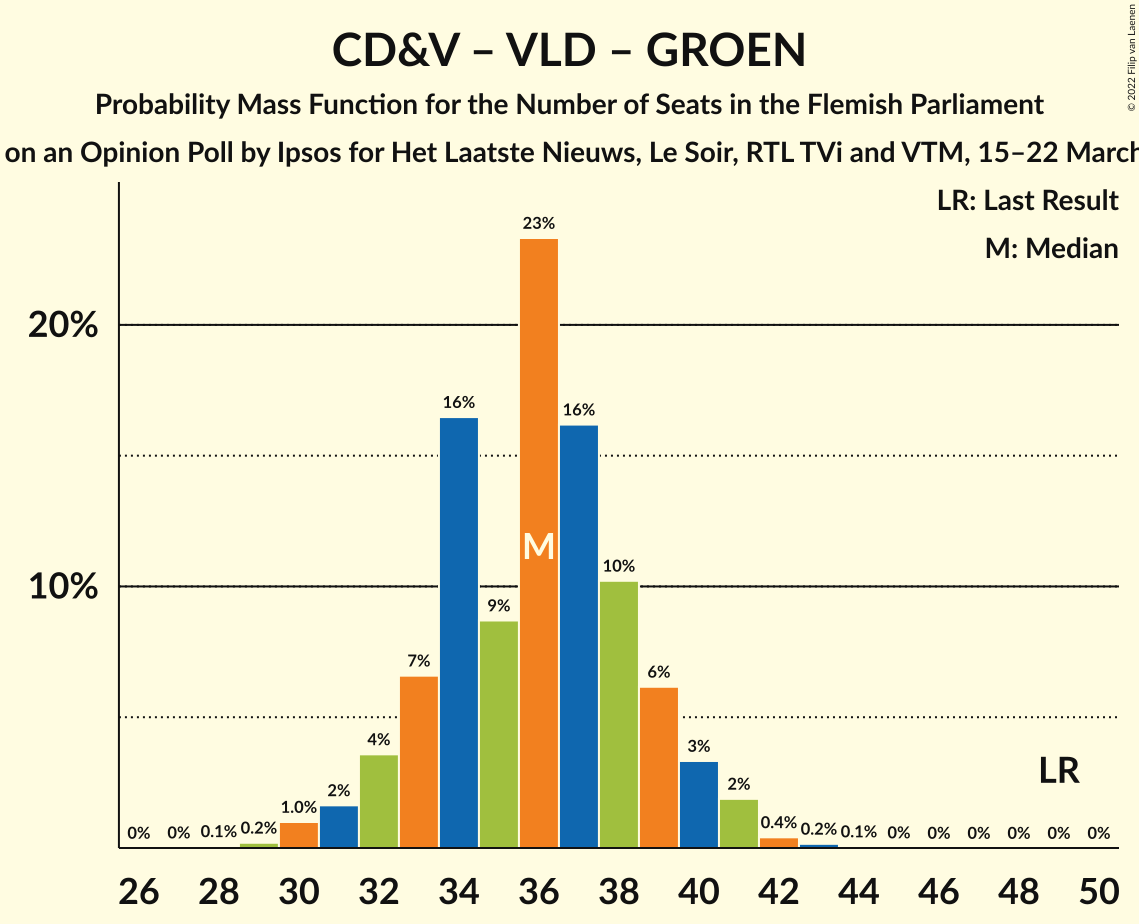 CD&V – VLD – GROEN
Probability Mass Function for the Number of Seats in the Flemish Parliament
on an Opinion Poll by Ipsos for Het Laatste Nieuws, Le Soir, RTL TVi and VTM, 15–22 March
© 2022 Filip van Laenen
LR: Last Result
M: Median
20%
10%
0% 0% 0.1% 0.2% 1.0% 2% 4% 7% 16% 9% 23% 16% 10% 6% 3% 2% 0.4% 0.2% 0.1% 0% 0% 0% 0% 0% 0%
M
LR
26 28 30 32 34 36 38 40 42 44 46 48 50